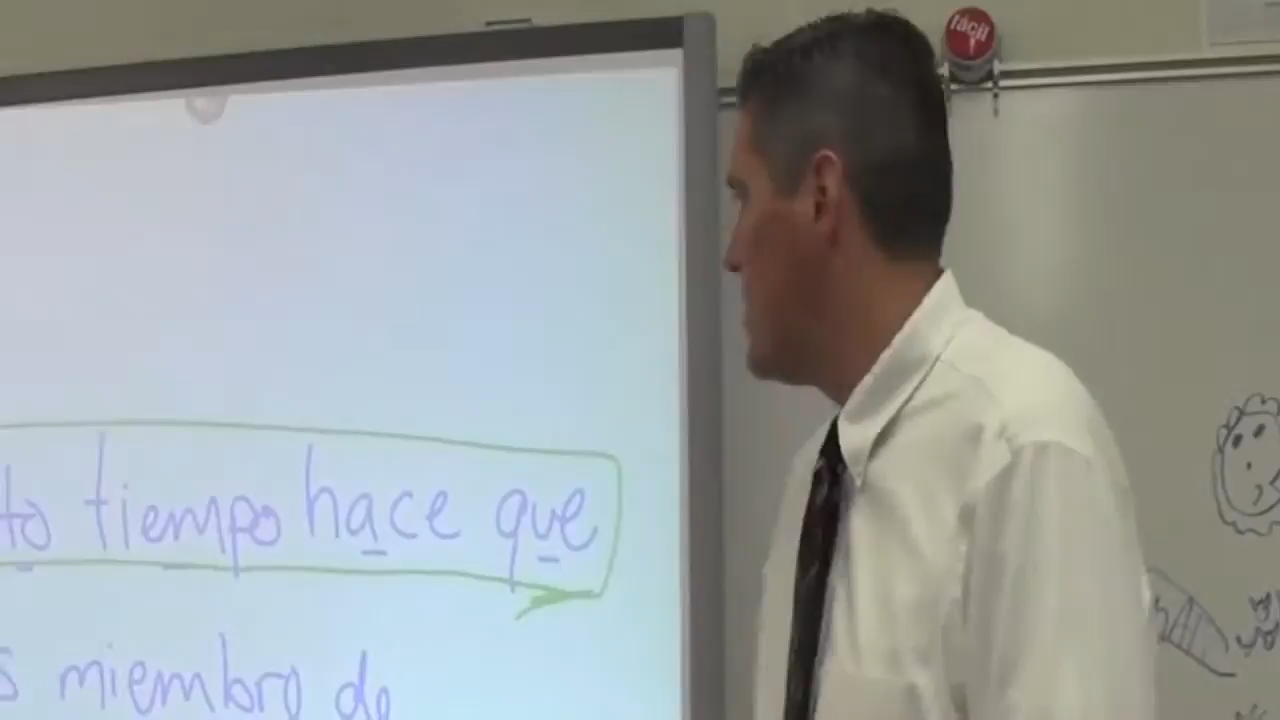 fácil
to tiempo hace que
s miembro de